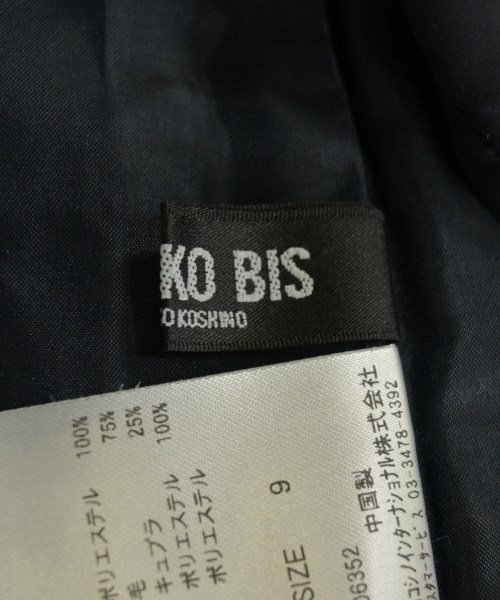 KO BIS
OKOSHINO
ポリエステル 100%
毛 75%
キュプラ 25%
ポリエステル 100%
ポリエステル
SIZE 9
06352 中国製
コシノインターナショナル株式会社
スタマーサービス 03-3478-4392